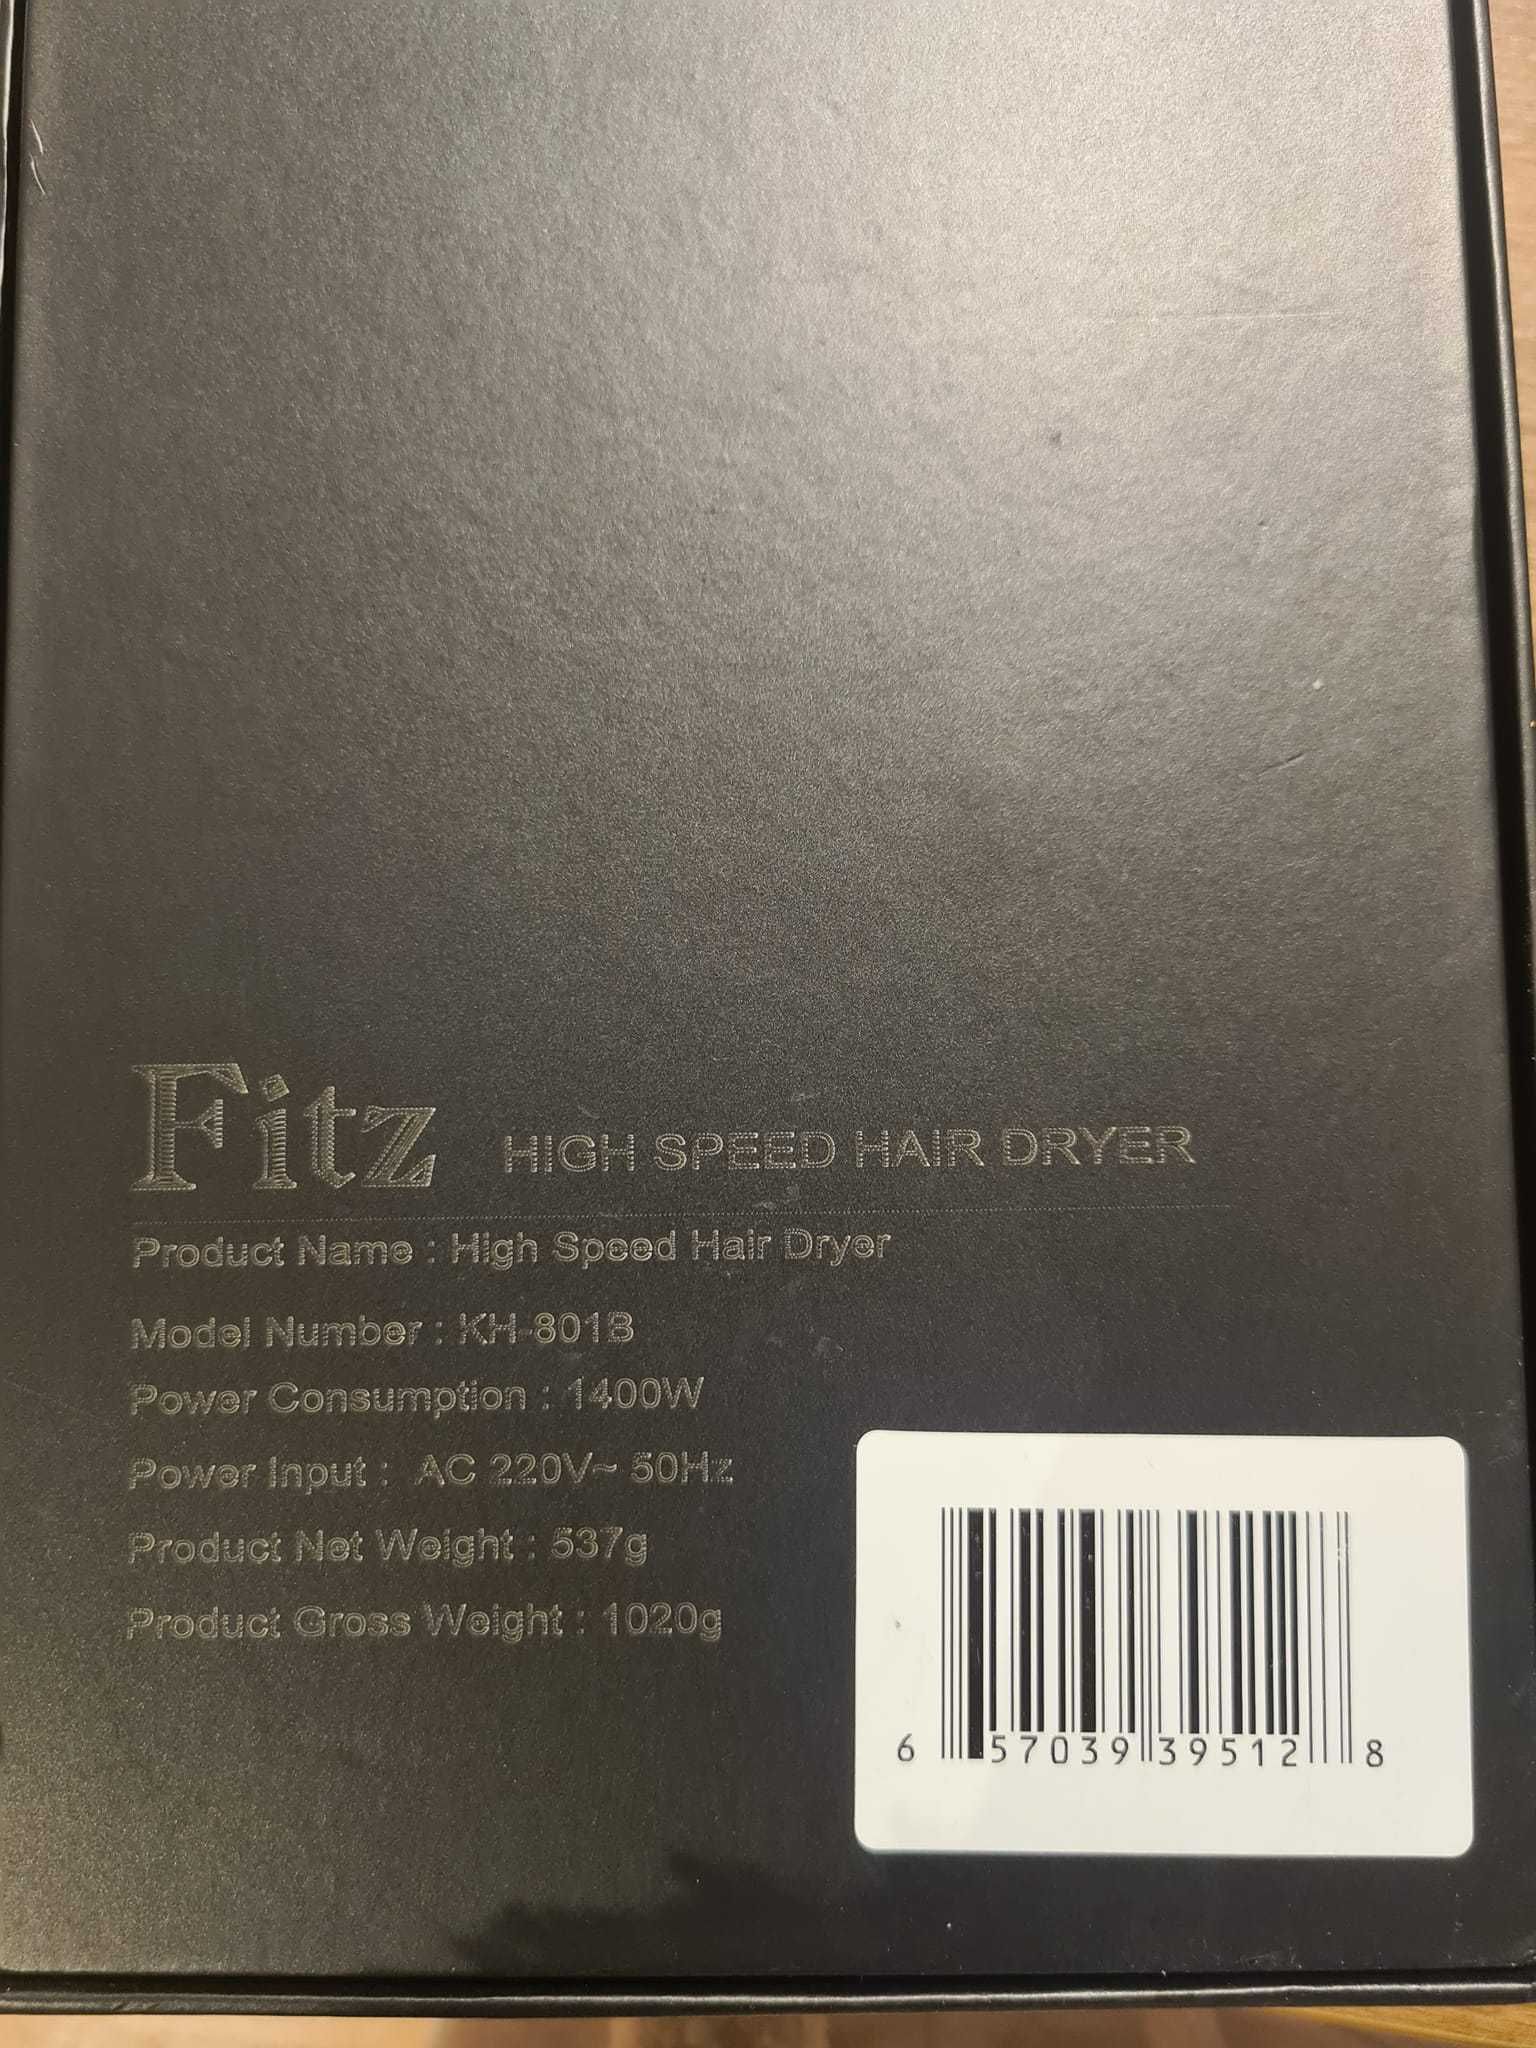 Fitz HIGH SPEED HAIR DRYER
Product Name : High Speed Hair Dryer
Model Number : KH-801B
Power Consumption : 1400W
Power Input : AC 220V~ 50Hz
Product Net Weight : 537g
Product Gross Weight : 1020g
6 57039 39512 8